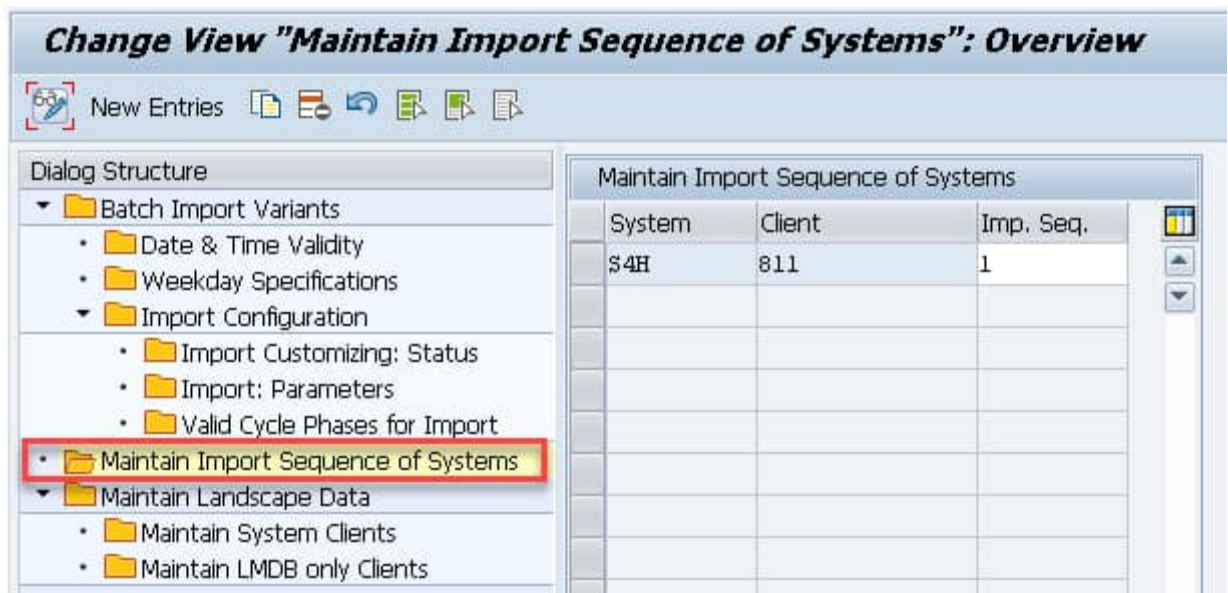 Change View "Maintain Import Sequence of Systems": Overview
New Entries
Dialog Structure
Batch Import Variants
Date & Time Validity
Weekday Specifications
Import Configuration
Import Customizing: Status
Import: Parameters
Valid Cycle Phases for Import
Maintain Import Sequence of Systems
Maintain Landscape Data
Maintain System Clients
Maintain LMDB only Clients
Maintain Import Sequence of Systems
System Client Imp. Seq.
S4H 811 1